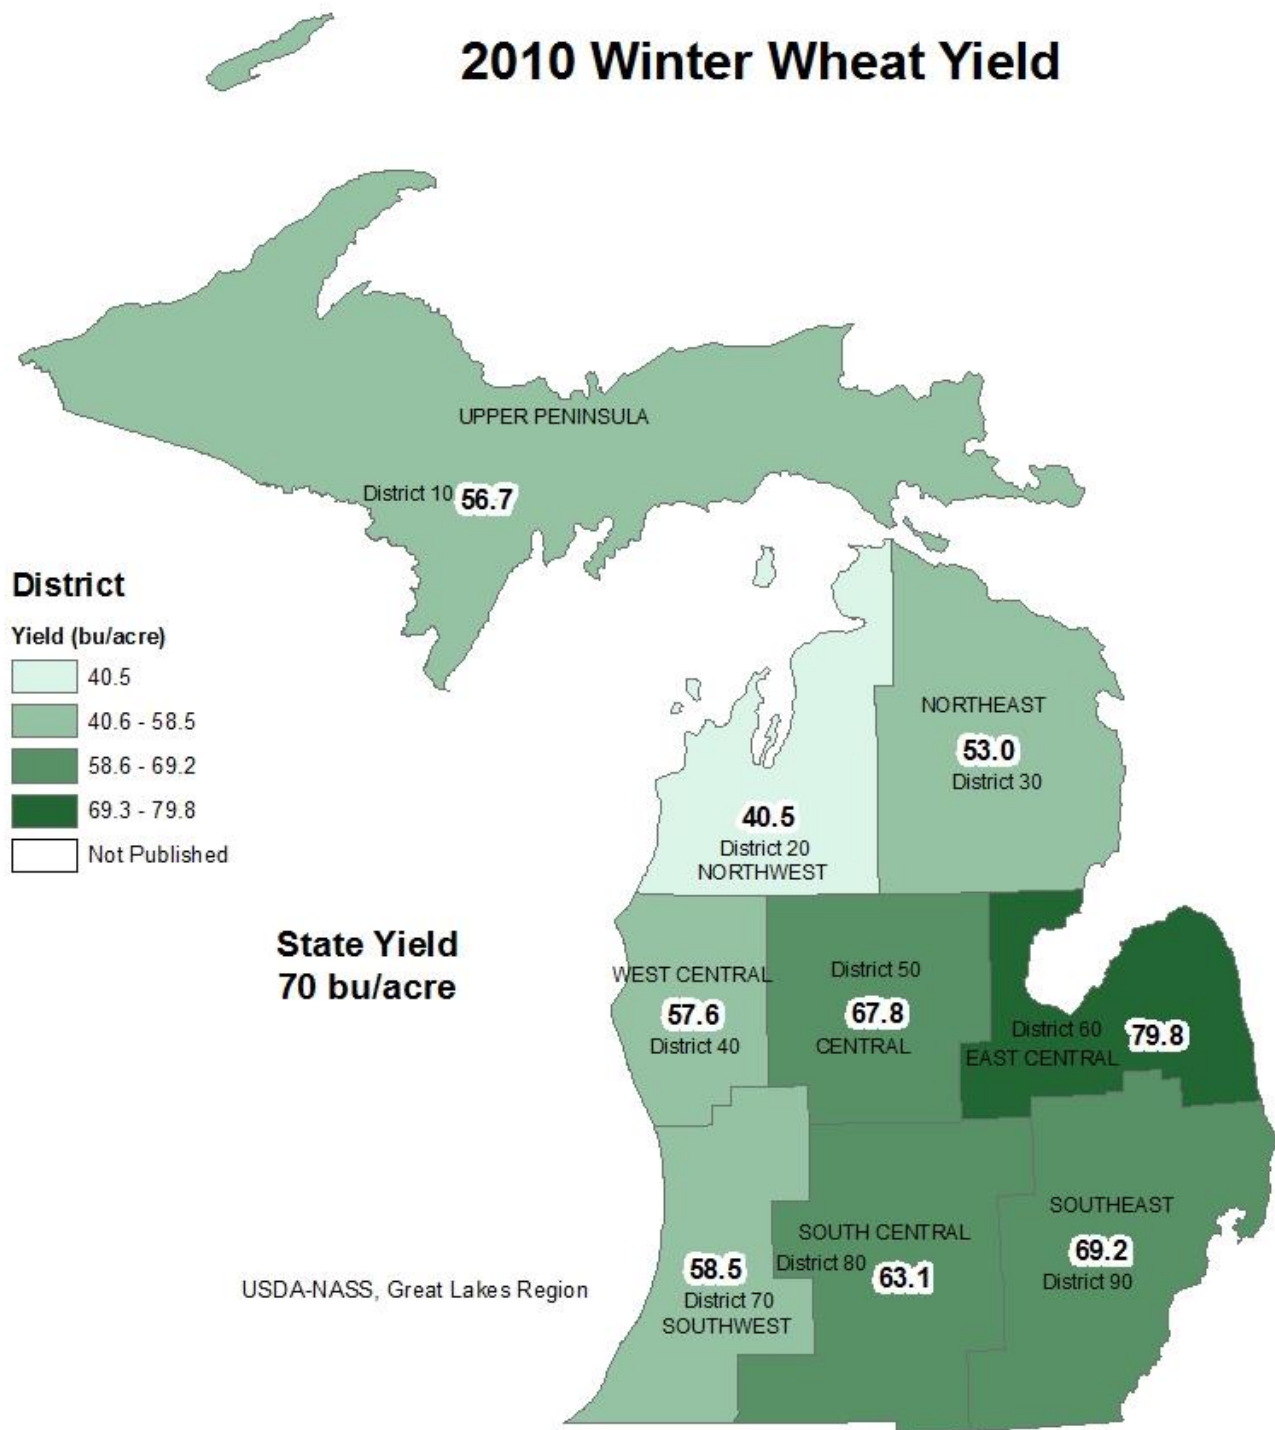 2010 Winter Wheat Yield
UPPER PENINSULA
District 10 56.7
District
Yield (bu/acre)
40.5
40.6 - 58.5
58.6 - 69.2
69.3 - 79.8
Not Published
NORTHEAST
53.0
District 30
40.5
District 20
NORTHWEST
State Yield
70 bu/acre
WEST CENTRAL
57.6
District 40
District 50
67.8
CENTRAL
District 60
79.8
EAST CENTRAL
SOUTHEAST
69.2
District 90
SOUTH CENTRAL
District 80 63.1
58.5
District 70
SOUTHWEST
USDA-NASS, Great Lakes Region